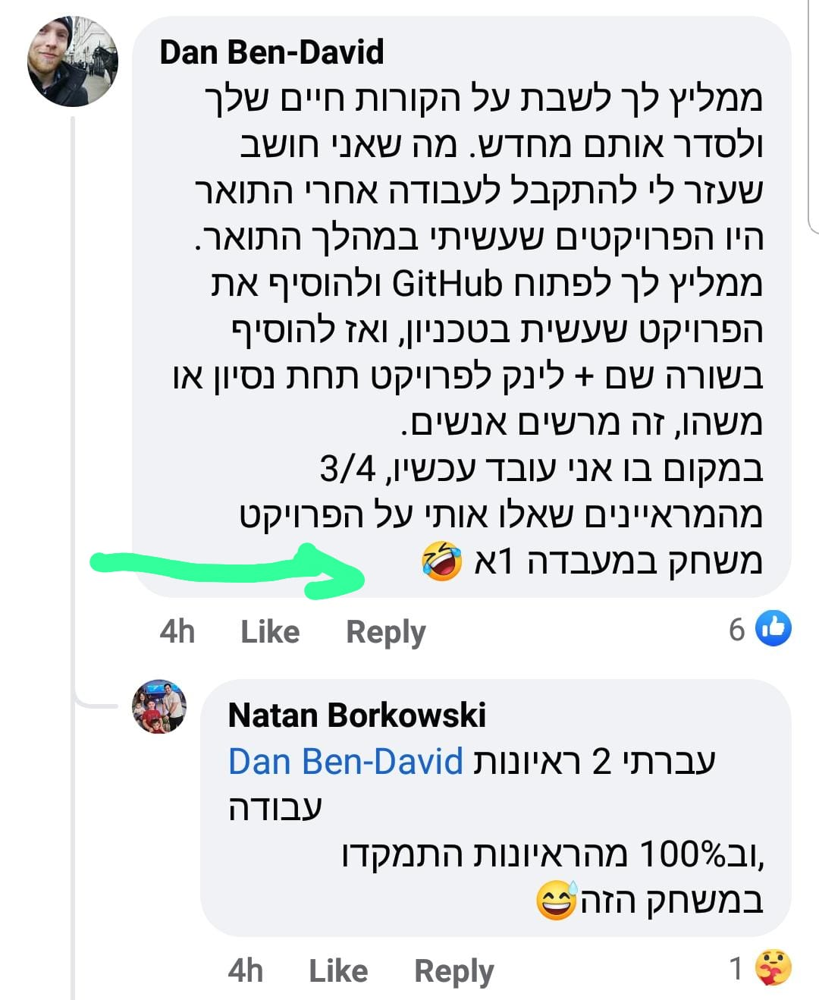 Dan Ben-David
ממליץ לך לשבת על הקורות חיים שלך
ולסדר אותם מחדש. מה שאני חושב
שעזר לי להתקבל לעבודה אחרי התואר
היו הפרויקטים שעשיתי במהלך התואר.
ממליץ לך לפתוח GitHub ולהוסיף את
הפרויקט שעשית בטכניון, ואז להוסיף
בשורה שם + לינק לפרויקט תחת נסיון או
משהו, זה מרשים אנשים.
במקום בו אני עובד עכשיו, 3/4
מהמראיינים שאלו אותי על הפרויקט
משחק במעבדה 1א 🤣
4h Like Reply 6
Natan Borkowski
Dan Ben-David עברתי 2 ראיונות
עבודה
,וב100% מהראיונות התמקדו
במשחק הזה😅
4h Like Reply 1